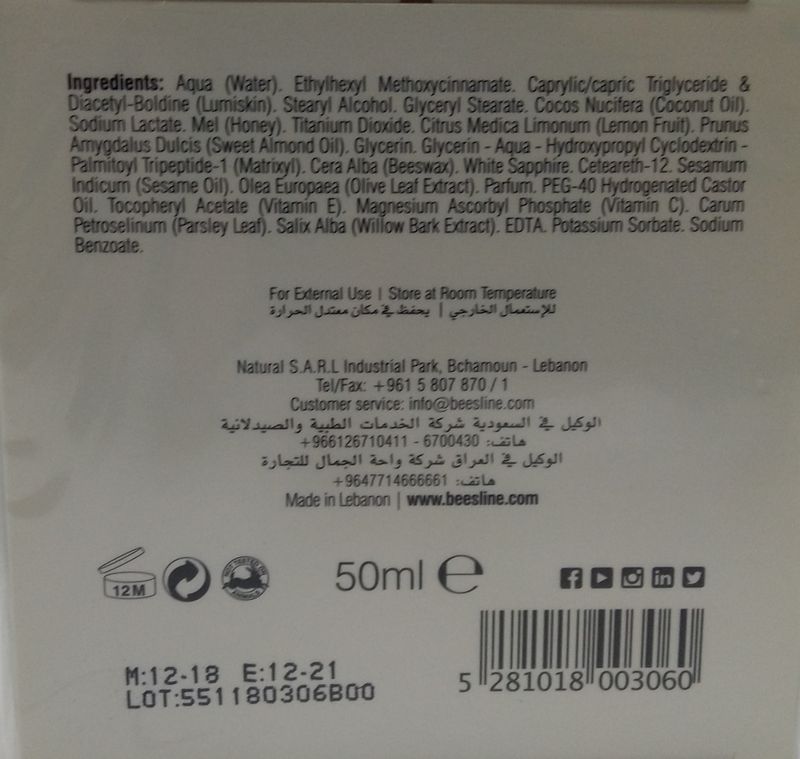 Ingredients: Aqua (Water). Ethylhexyl Methoxycinnamate. Caprylic/capric Triglyceride &
Diacetyl-Boldine (Lumiskin). Stearyl Alcohol. Glyceryl Stearate. Cocos Nucifera (Coconut Oil).
Sodium Lactate. Mel (Honey). Titanium Dioxide. Citrus Medica Limonum (Lemon Fruit). Prunus
Amygdalus Dulcis (Sweet Almond Oil). Glycerin. Glycerin - Aqua - Hydroxypropyl Cyclodextrin -
Palmitoyl Tripeptide-1 (Matrixyl). Cera Alba (Beeswax). White Sapphire. Ceteareth-12. Sesamum
Indicum (Sesame Oil). Olea Europaea (Olive Leaf Extract). Parfum. PEG-40 Hydrogenated Castor
Oil. Tocopheryl Acetate (Vitamin E). Magnesium Ascorbyl Phosphate (Vitamin C). Carum
Petroselinum (Parsley Leaf). Salix Alba (Willow Bark Extract). EDTA. Potassium Sorbate. Sodium
Benzoate.
For External Use | Store at Room Temperature
للإستعمال الخارجي | يحفظ في مكان معتدل الحرارة
Natural S.A.R.L Industrial Park, Bchamoun - Lebanon
Tel/Fax: +961 5 807 870 / 1
Customer service: info@beesline.com
الوكيل في السعودية شركة الخدمات الطبية والصيدلانية
هاتف: 6700430 - 966126710411+
الوكيل في العراق شركة واحة الجمال للتجارة
هاتف: 9647714666661+
Made in Lebanon | www.beesline.com
12M
NOT TESTED ON ANIMALS
50ml e
M:12-18 E:12-21
LOT:551180306B00
5 281018 003060